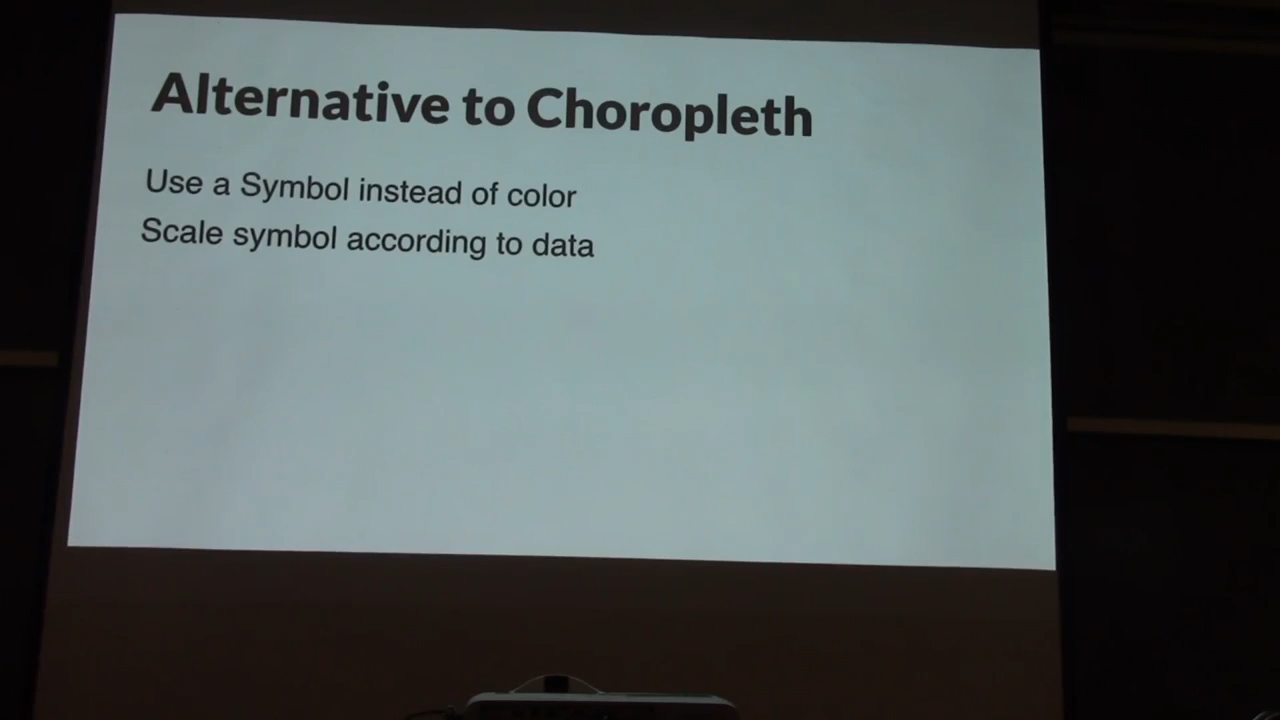 Alternative to Choropleth
Use a Symbol instead of color
Scale symbol according to data